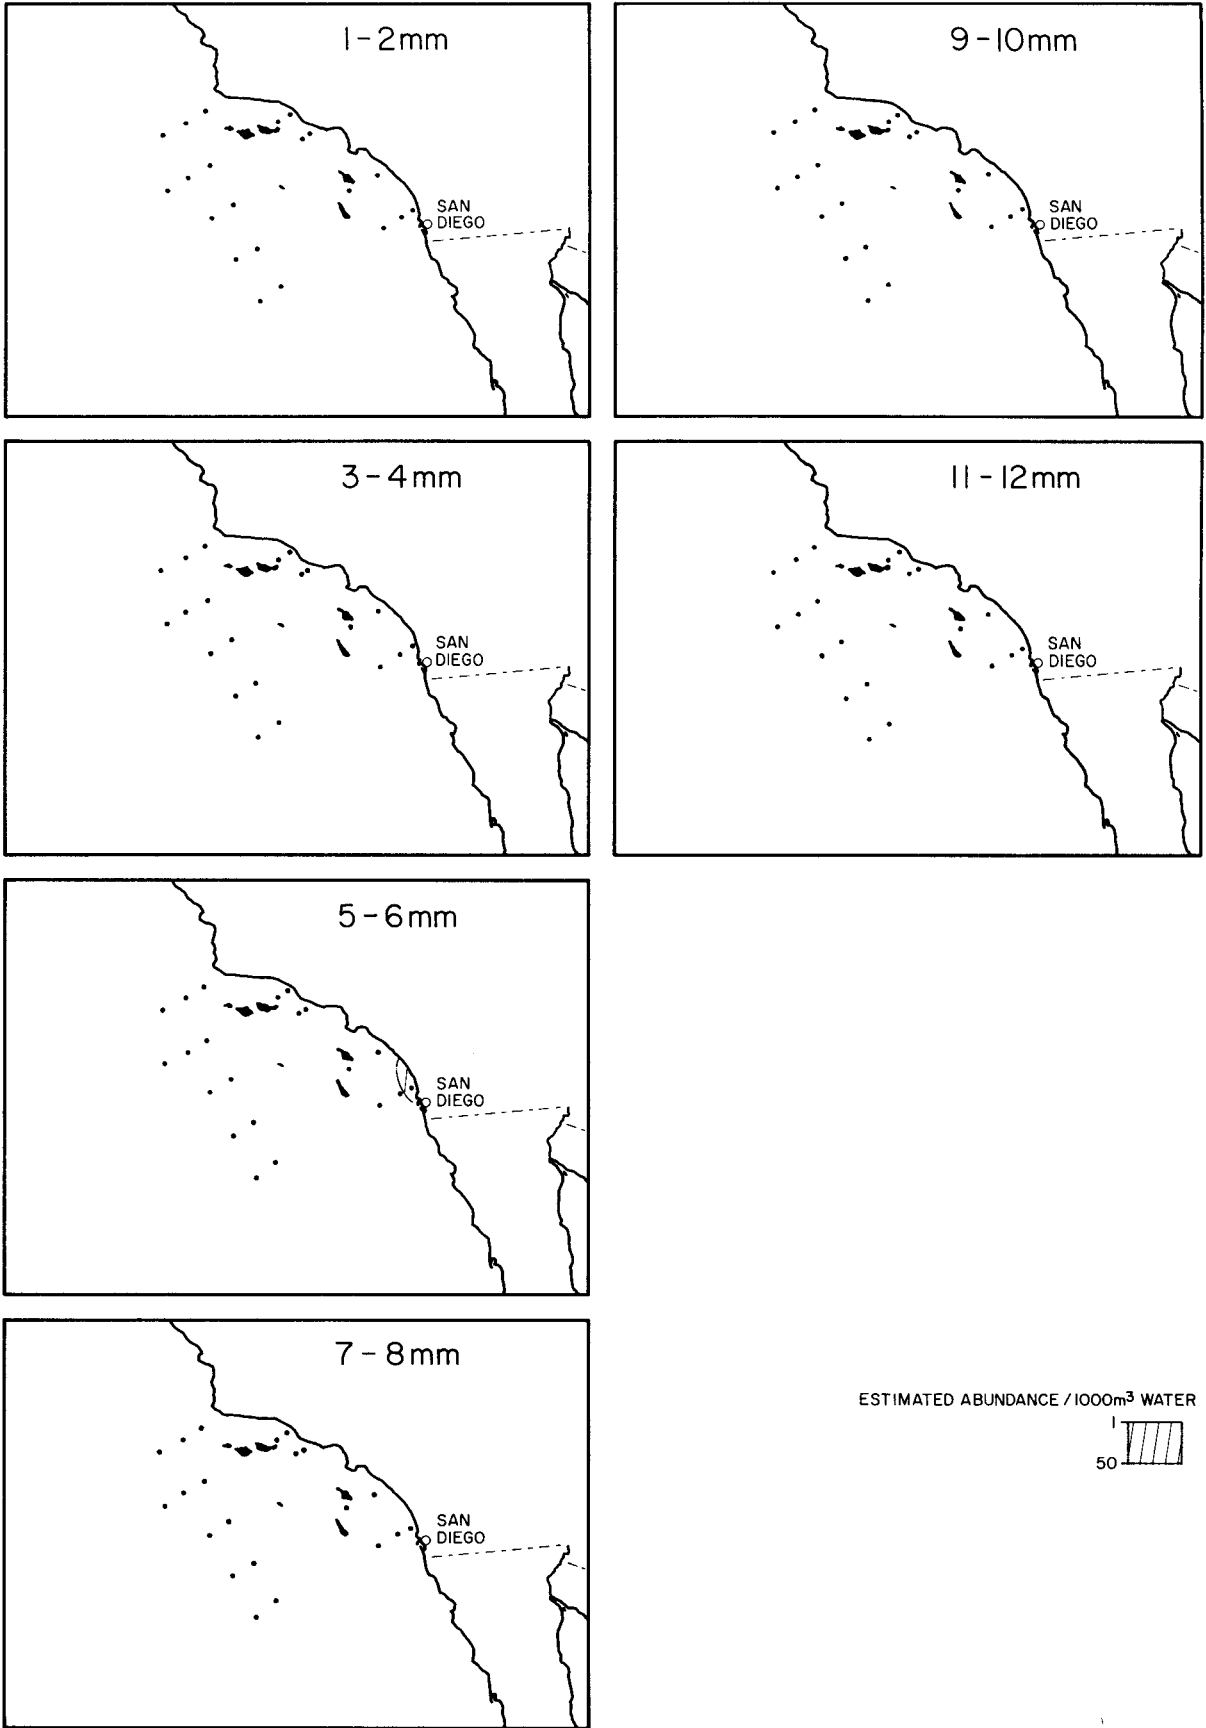 1-2mm
SAN
DIEGO
9-10mm
SAN
DIEGO
3-4mm
SAN
DIEGO
11-12mm
SAN
DIEGO
5-6mm
SAN
DIEGO
7-8mm
SAN
DIEGO
ESTIMATED ABUNDANCE / 1000m³ WATER
1
50